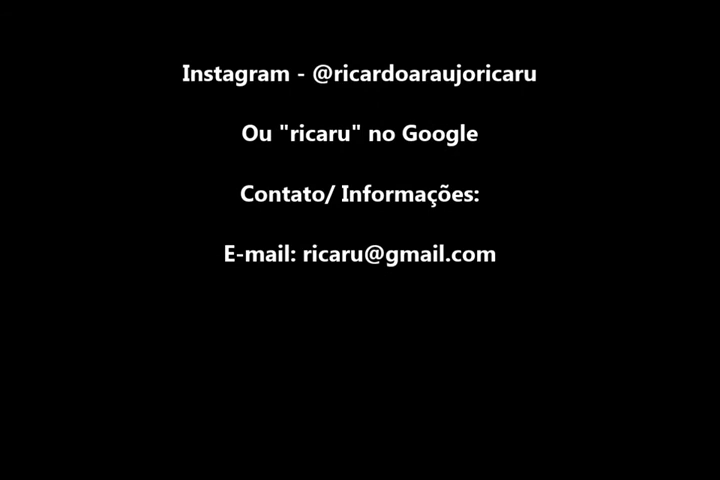 Instagram - @ricardoaraujoricaru
Ou "ricaru" no Google
Contato/ Informações:
E-mail: ricaru@gmail.com